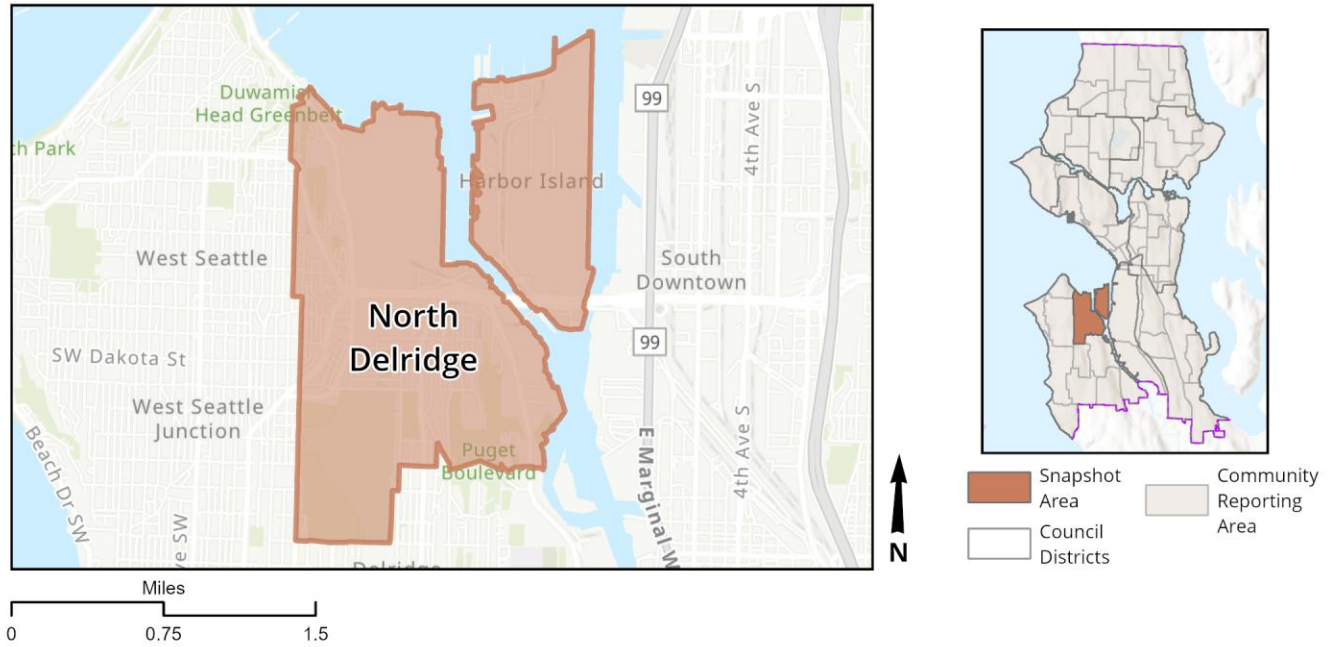 Duwamish
Head Greenbelt
99
4th Ave S
th Park
Harbor Island
West Seattle
South
Downtown
North
Delridge
99
SW Dakota St
West Seattle
Junction
Beach Dr SW
Puget
Boulevard
E Marginal W
4th Ave S
ve SW
Delridge
N
Miles
0
0.75
1.5
Snapshot
Area
Council
Districts
Community
Reporting
Area